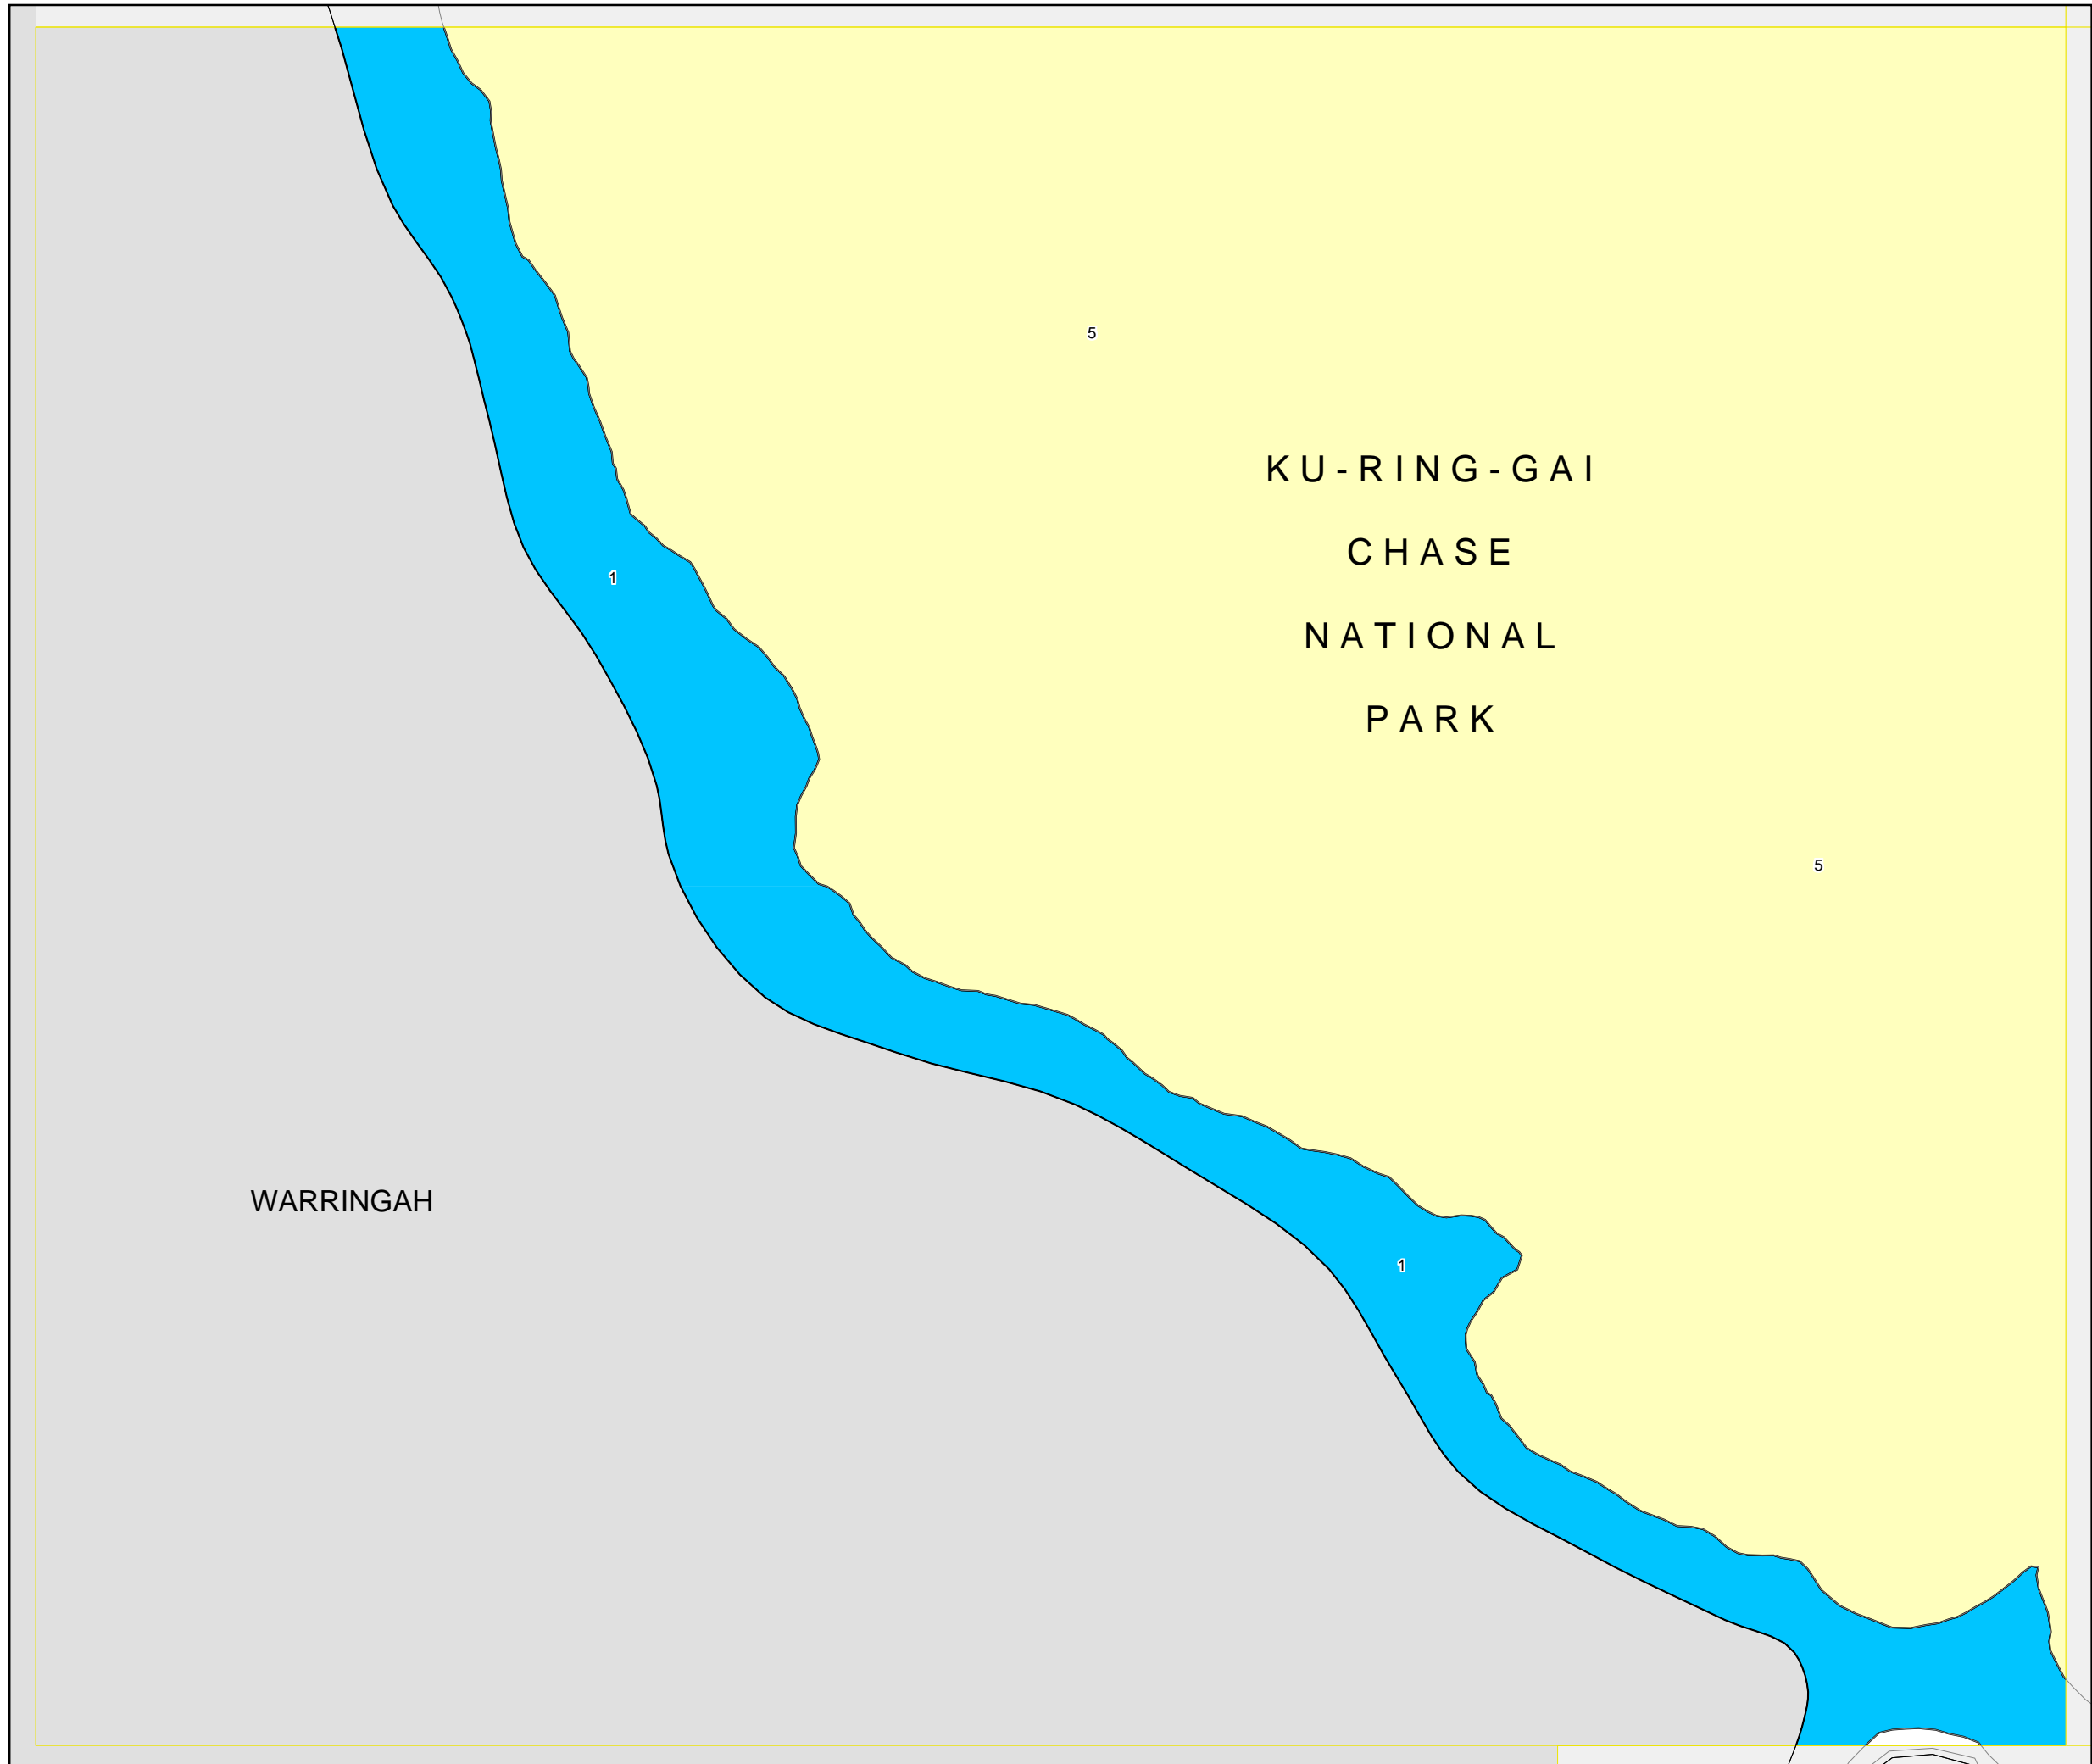 5
KU-RING-GAI
CHASE
1
NATIONAL
PARK
5
WARRINGAH
1